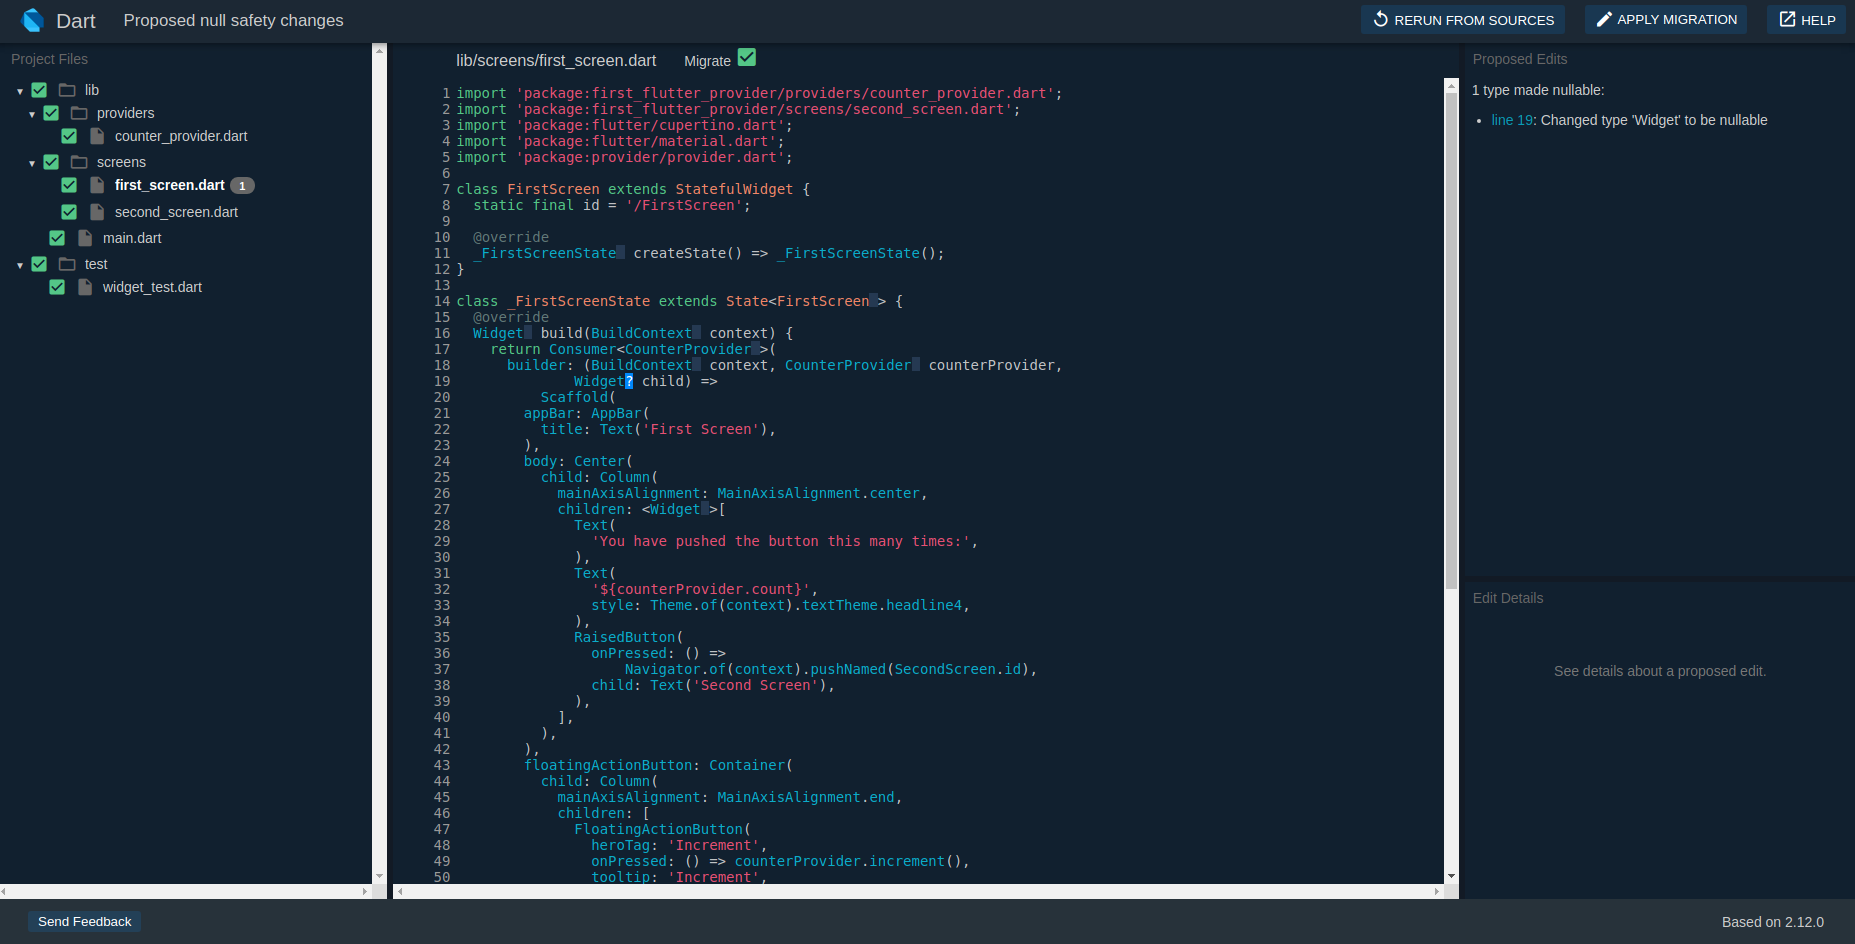 Dart
Proposed null safety changes
RERUN FROM SOURCES
APPLY MIGRATION
HELP
Project Files
lib
providers
counter_provider.dart
screens
first_screen.dart 1
second_screen.dart
main.dart
test
widget_test.dart
lib/screens/first_screen.dart
Migrate
1 import 'package:first_flutter_provider/providers/counter_provider.dart';
2 import 'package:first_flutter_provider/screens/second_screen.dart';
3 import 'package:flutter/cupertino.dart';
4 import 'package:flutter/material.dart';
5 import 'package:provider/provider.dart';
6
7 class FirstScreen extends StatefulWidget {
8   static final id = '/FirstScreen';
9
10   @override
11   _FirstScreenState  createState() => _FirstScreenState();
12 }
13
14 class _FirstScreenState extends State<FirstScreen > {
15   @override
16   Widget  build(BuildContext  context) {
17     return Consumer<CounterProvider >(
18       builder: (BuildContext  context, CounterProvider  counterProvider,
19               Widget? child) =>
20           Scaffold(
21         appBar: AppBar(
22           title: Text('First Screen'),
23         ),
24         body: Center(
25           child: Column(
26             mainAxisAlignment: MainAxisAlignment.center,
27             children: <Widget >[
28               Text(
29                 'You have pushed the button this many times:',
30               ),
31               Text(
32                 '${counterProvider.count}',
33                 style: Theme.of(context).textTheme.headline4,
34               ),
35               RaisedButton(
36                 onPressed: () =>
37                     Navigator.of(context).pushNamed(SecondScreen.id),
38                 child: Text('Second Screen'),
39               ),
40             ],
41           ),
42         ),
43         floatingActionButton: Container(
44           child: Column(
45             mainAxisAlignment: MainAxisAlignment.end,
46             children: [
47               FloatingActionButton(
48                 heroTag: 'Increment',
49                 onPressed: () => counterProvider.increment(),
50                 tooltip: 'Increment',
Proposed Edits
1 type made nullable:
• line 19: Changed type 'Widget' to be nullable
Edit Details
See details about a proposed edit.
Send Feedback
Based on 2.12.0